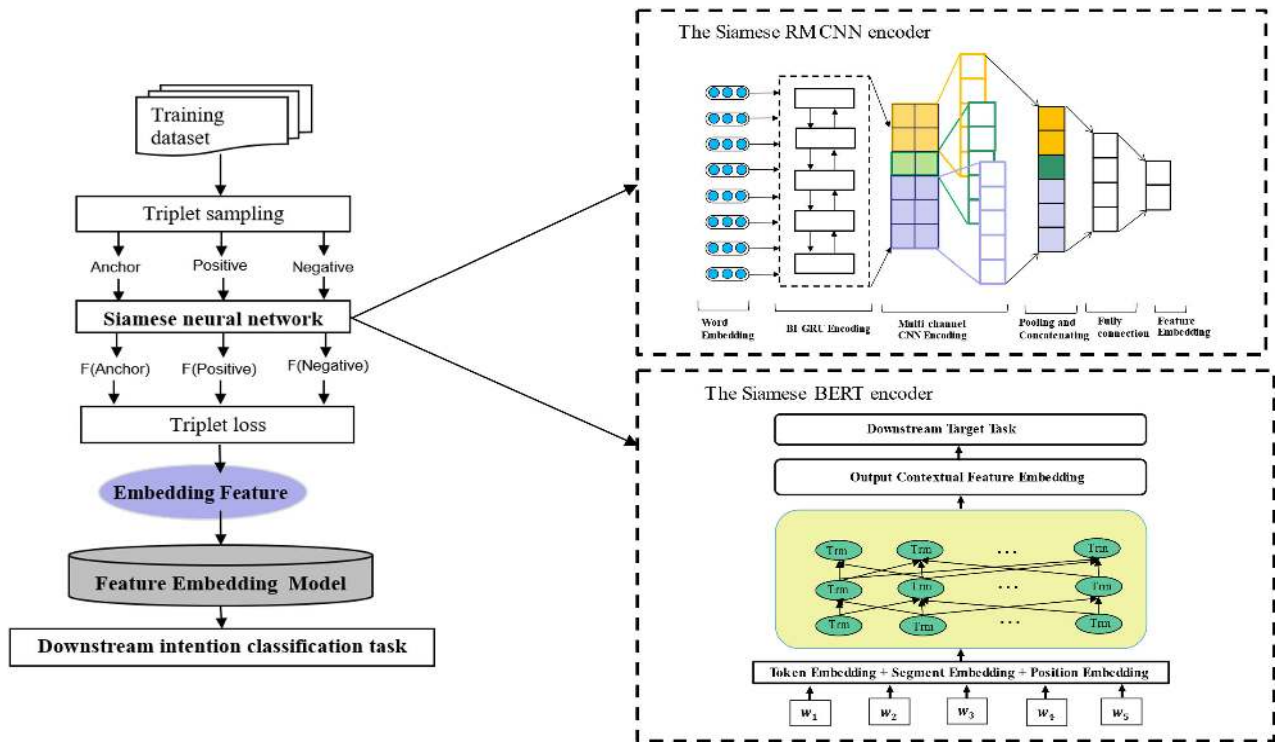 Training
dataset
Triplet sampling
Anchor
Positive
Negative
Siamese neural network
F(Anchor)
F(Positive)
F(Negative)
Triplet loss
Embedding Feature
Feature Embedding Model
Downstream intention classification task
The Siamese RMCNN encoder
Word
Embedding
BI GRU Encoding
Multi channel
CNN Encoding
Pooling and
Concatenating
Fully
connection
Feature
Embedding
The Siamese BERT encoder
Downstream Target Task
Output Contextual Feature Embedding
Trm Trm ... Trm
Trm Trm ... Trm
Trm Trm ... Trm
Token Embedding + Segment Embedding + Position Embedding
w1 w2 w3 w4 w5